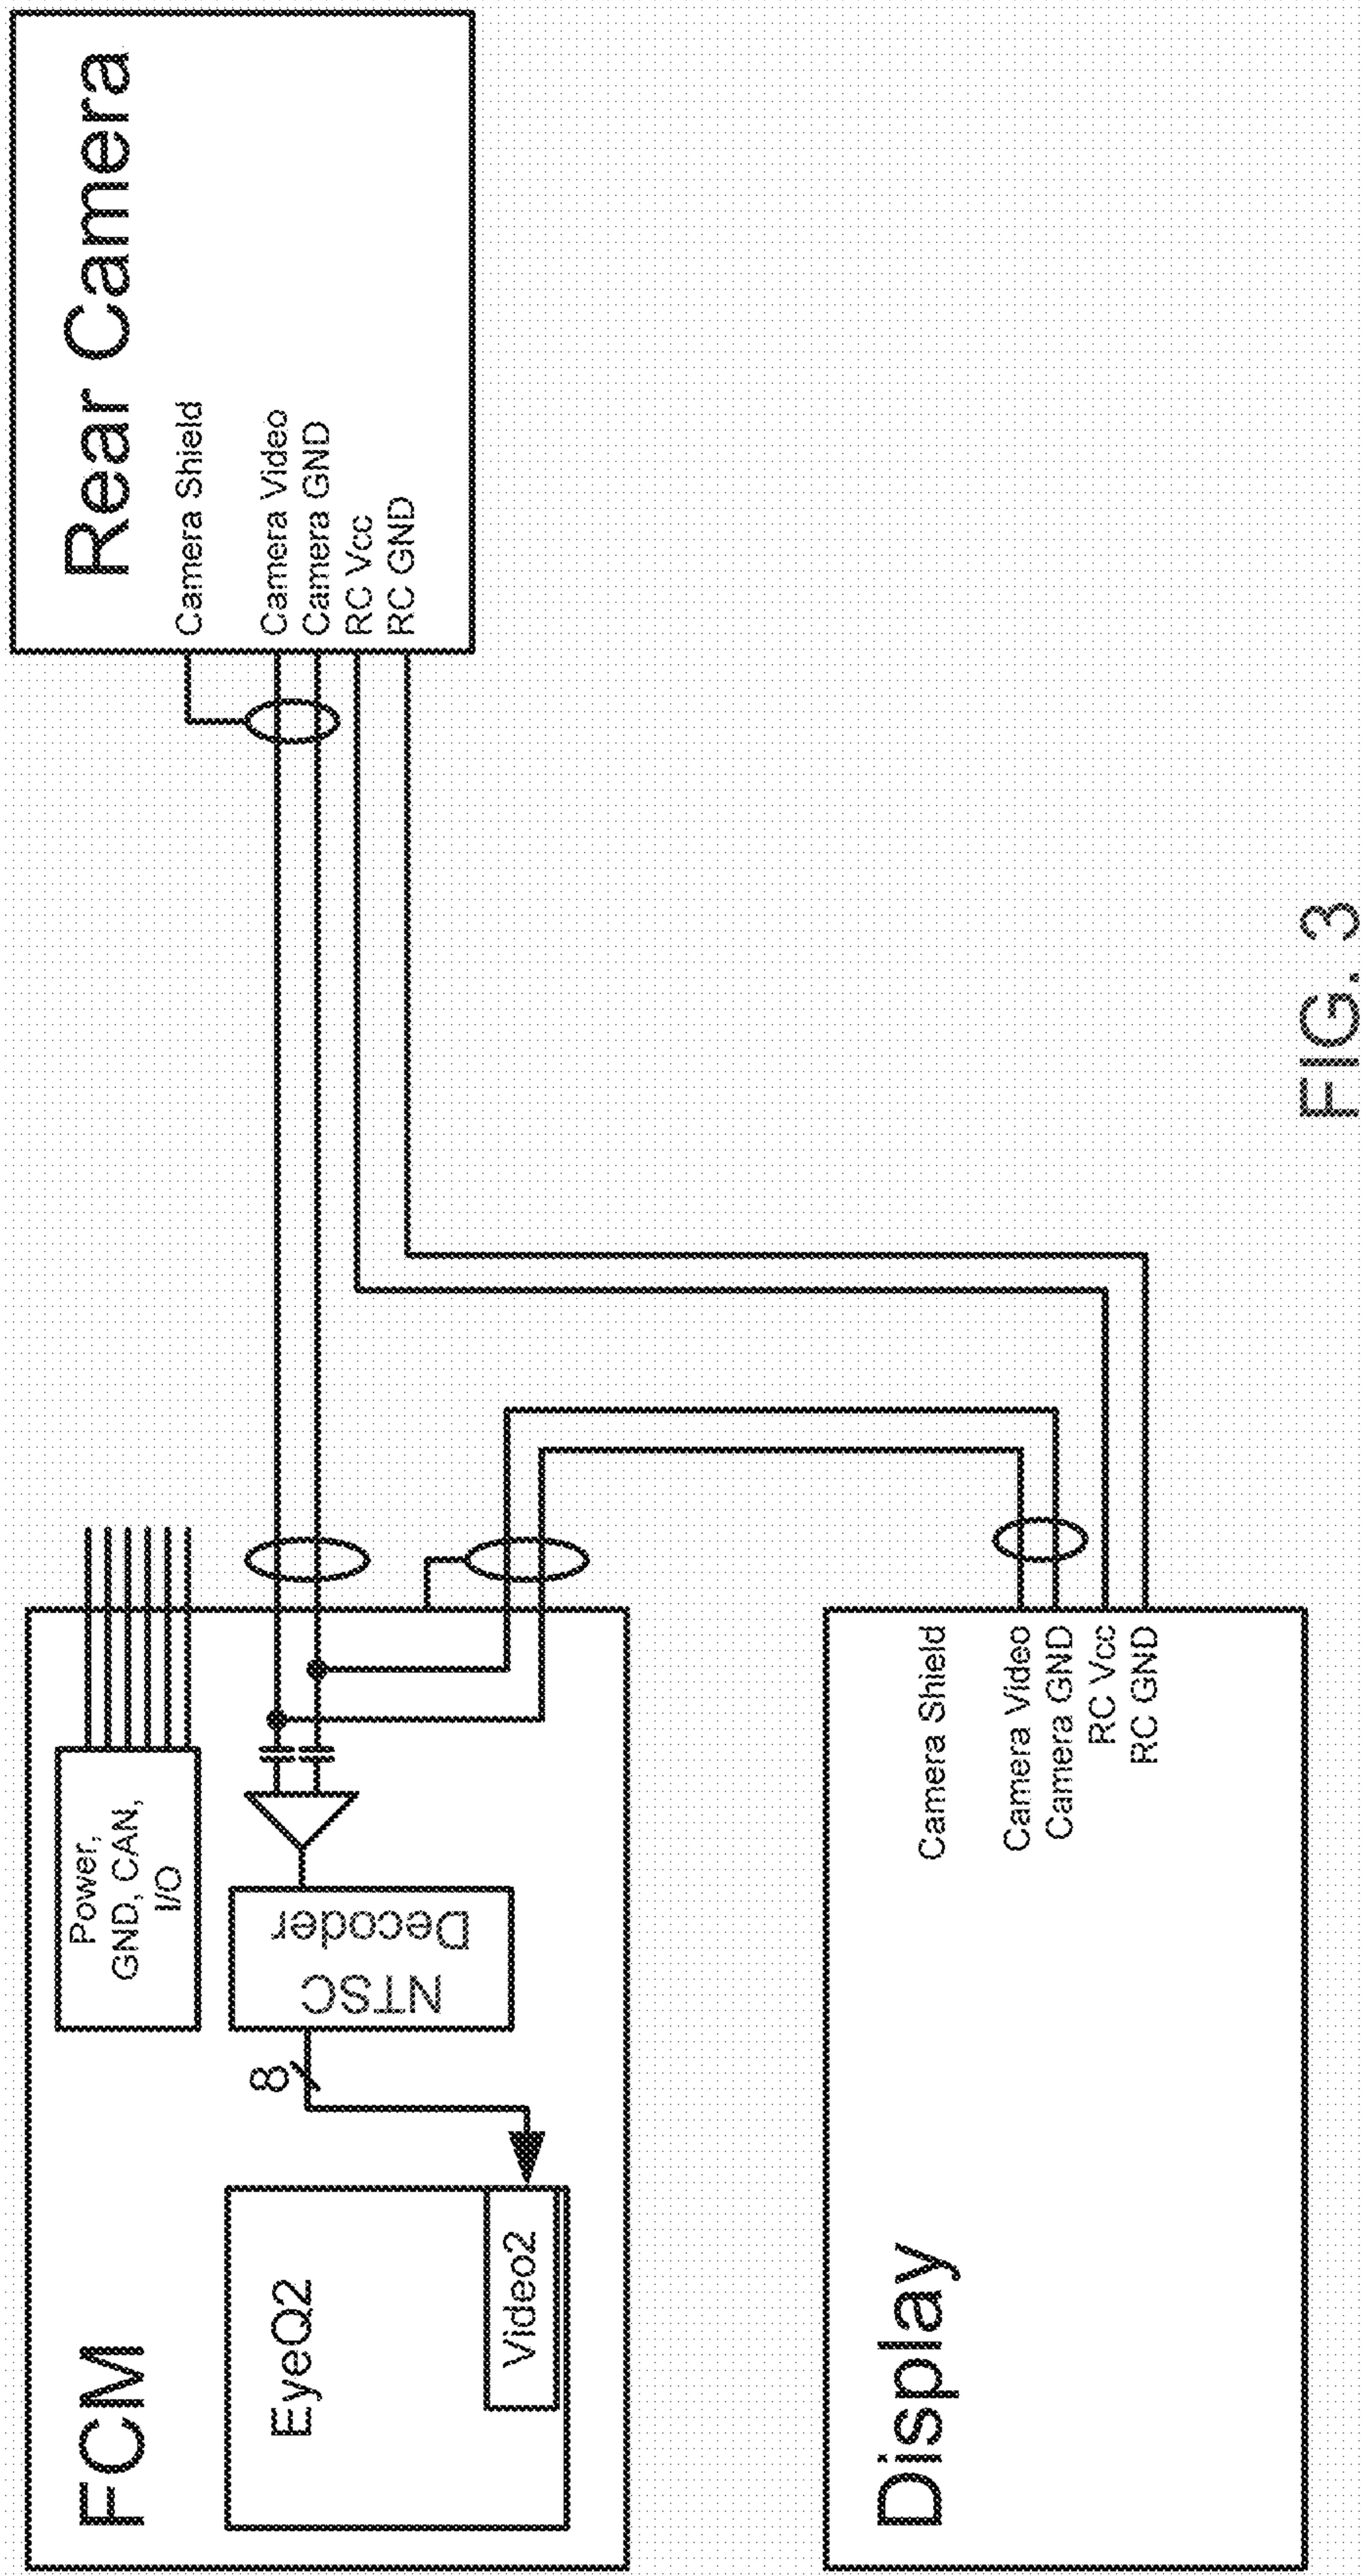 FCM
Power,
GND, CAN,
I/O
EyeQ2
Video2
8
NTSC
Decoder
Rear Camera
Camera Shield
Camera Video
Camera GND
RC Vcc
RC GND
Display
Camera Shield
Camera Video
Camera GND
RC Vcc
RC GND
FIG. 3